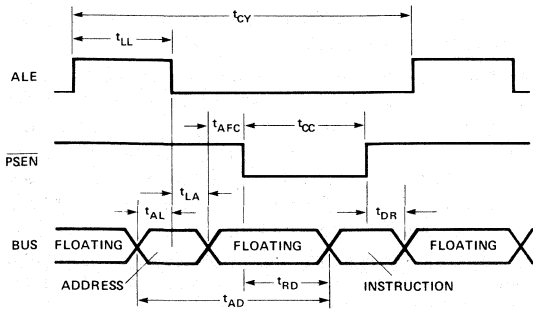 tCY
tLL
ALE
tAFC
tCC
PSEN
tLA
tAL
tDR
BUS
FLOATING
FLOATING
FLOATING
ADDRESS
tRD
INSTRUCTION
tAD